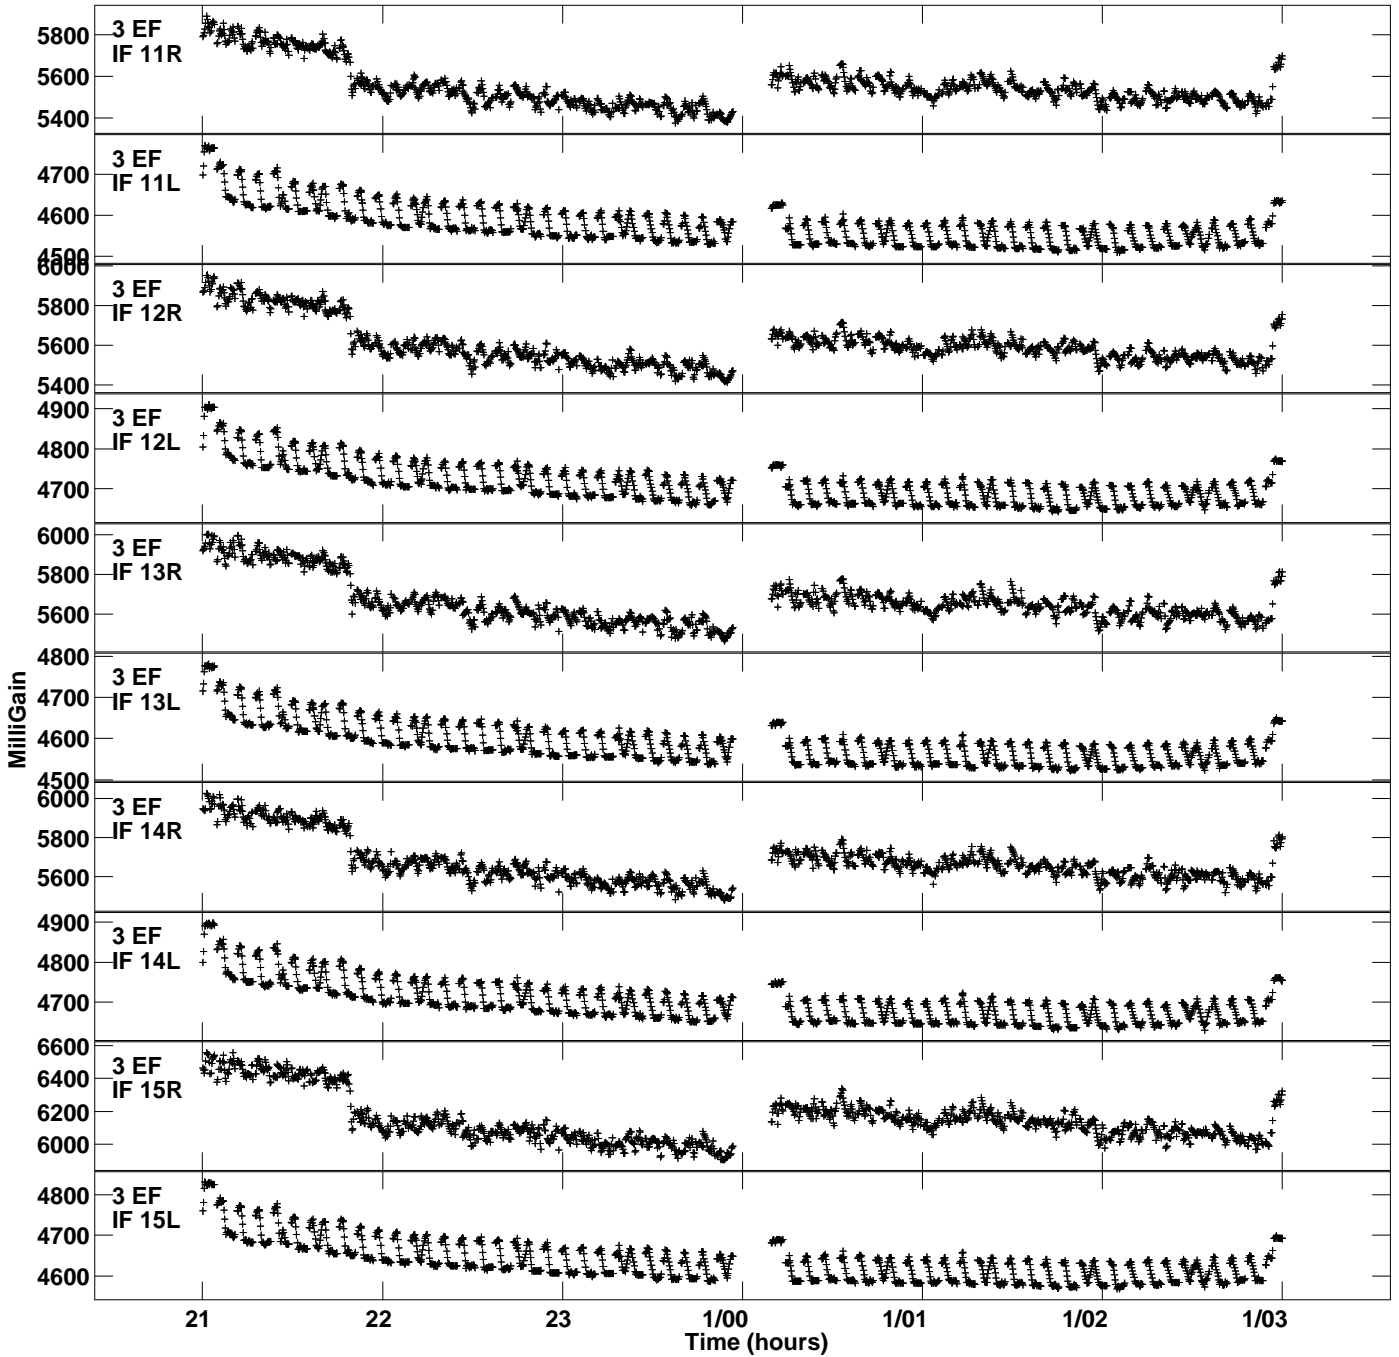 3 EF
IF 11R
5800
5600
5400
3 EF
IF 11L
4700
4600
4500
6000
3 EF
IF 12R
5800
5600
5400
4900
3 EF
IF 12L
4800
4700
6000
3 EF
IF 13R
5800
5600
4800
3 EF
IF 13L
4700
4600
4500
6000
3 EF
IF 14R
5800
5600
4900
3 EF
IF 14L
4800
4700
6600
3 EF
IF 15R
6400
6200
6000
4800
3 EF
IF 15L
4700
4600
MilliGain
21 22 23 1/00 1/01 1/02 1/03
Time (hours)